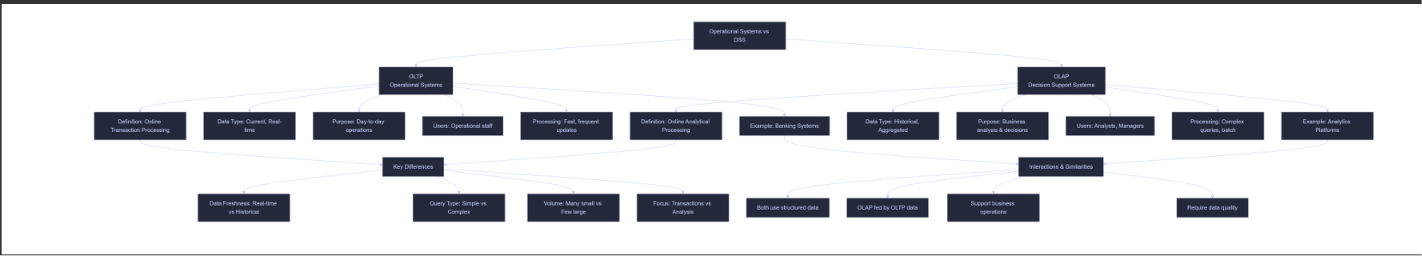 Operational Systems vs
DSS
OLTP
Operational Systems
OLAP
Decision Support Systems
Definition: Online
Transaction Processing
Data Type: Current, Real-
time
Purpose: Day-to-day
operations
Users: Operational staff
Processing: Fast, frequent
updates
Definition: Online Analytical
Processing
Example: Banking Systems
Data Type: Historical,
Aggregated
Purpose: Business
analysis & decisions
Users: Analysts, Managers
Processing: Complex
queries, batch
Example: Analytics
Platforms
Key Differences
Interactions & Similarities
Data Freshness: Real-time
vs Historical
Query Type: Simple vs
Complex
Volume: Many small vs
Few large
Focus: Transactions vs
Analysis
Both use structured data
OLAP fed by OLTP data
Support business
operations
Require data quality